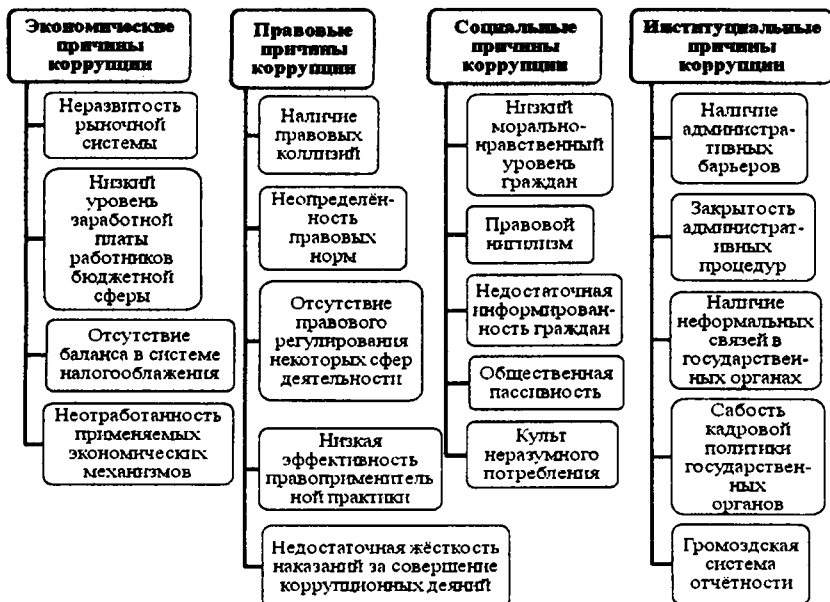 Экономические
причины
коррупции
Неразвитость
рыночной
системы
Низкий
уровень
заработной
платы
работников
бюджетной
сферы
Отсутствие
баланса в системе
налогооблажения
Неотработанность
применяемых
экономических
механизмов
Правовые
причины
коррупции
Наличие
правовых
коллизий
Неопределён-
ность
правовых
норм
Отсутствие
правового
регулирования
некоторых сфер
деятельности
Низкая
эффективность
правоприменитель
ной практики
Недостаточная жёсткость
наказаний за совершение
коррупционных деяний
Социальные
причины
коррупции
Низкий
морально-
нравственный
уровень
граждан
Правовой
нигилизм
Недостаточная
информирован-
ность граждан
Общественная
пассивность
Культ
неразумного
потребления
Институциальные
причины
коррупции
Наличие
администра-
тивных
барьеров
Закрытость
административ-
ных
процедур
Наличие
неформальных
связей в
государствен-
ных органах
Сабость
кадровой
политики
государствен-
ных
органов
Громоздская
система
отчётности